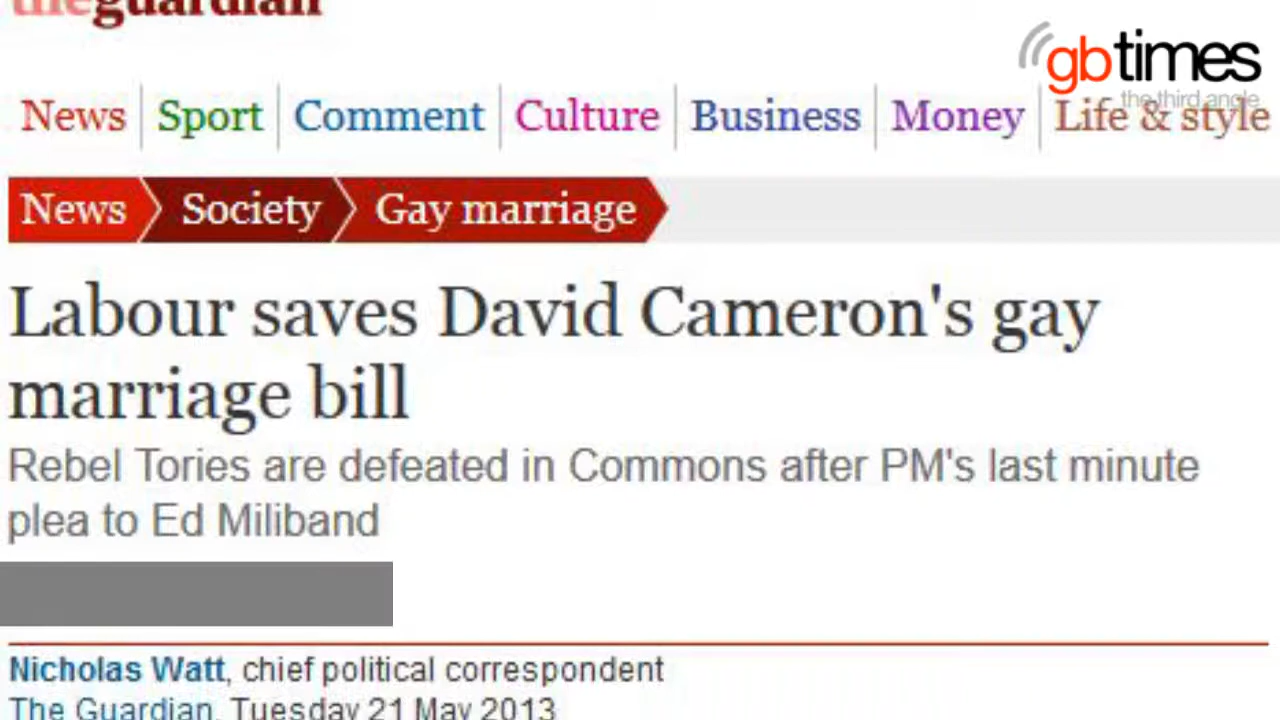 theguardian
gbtimes
the third angle
News Sport Comment Culture Business Money Life & style
News Society Gay marriage
Labour saves David Cameron's gay
marriage bill
Rebel Tories are defeated in Commons after PM's last minute
plea to Ed Miliband
Nicholas Watt, chief political correspondent
The Guardian, Tuesday 21 May 2013